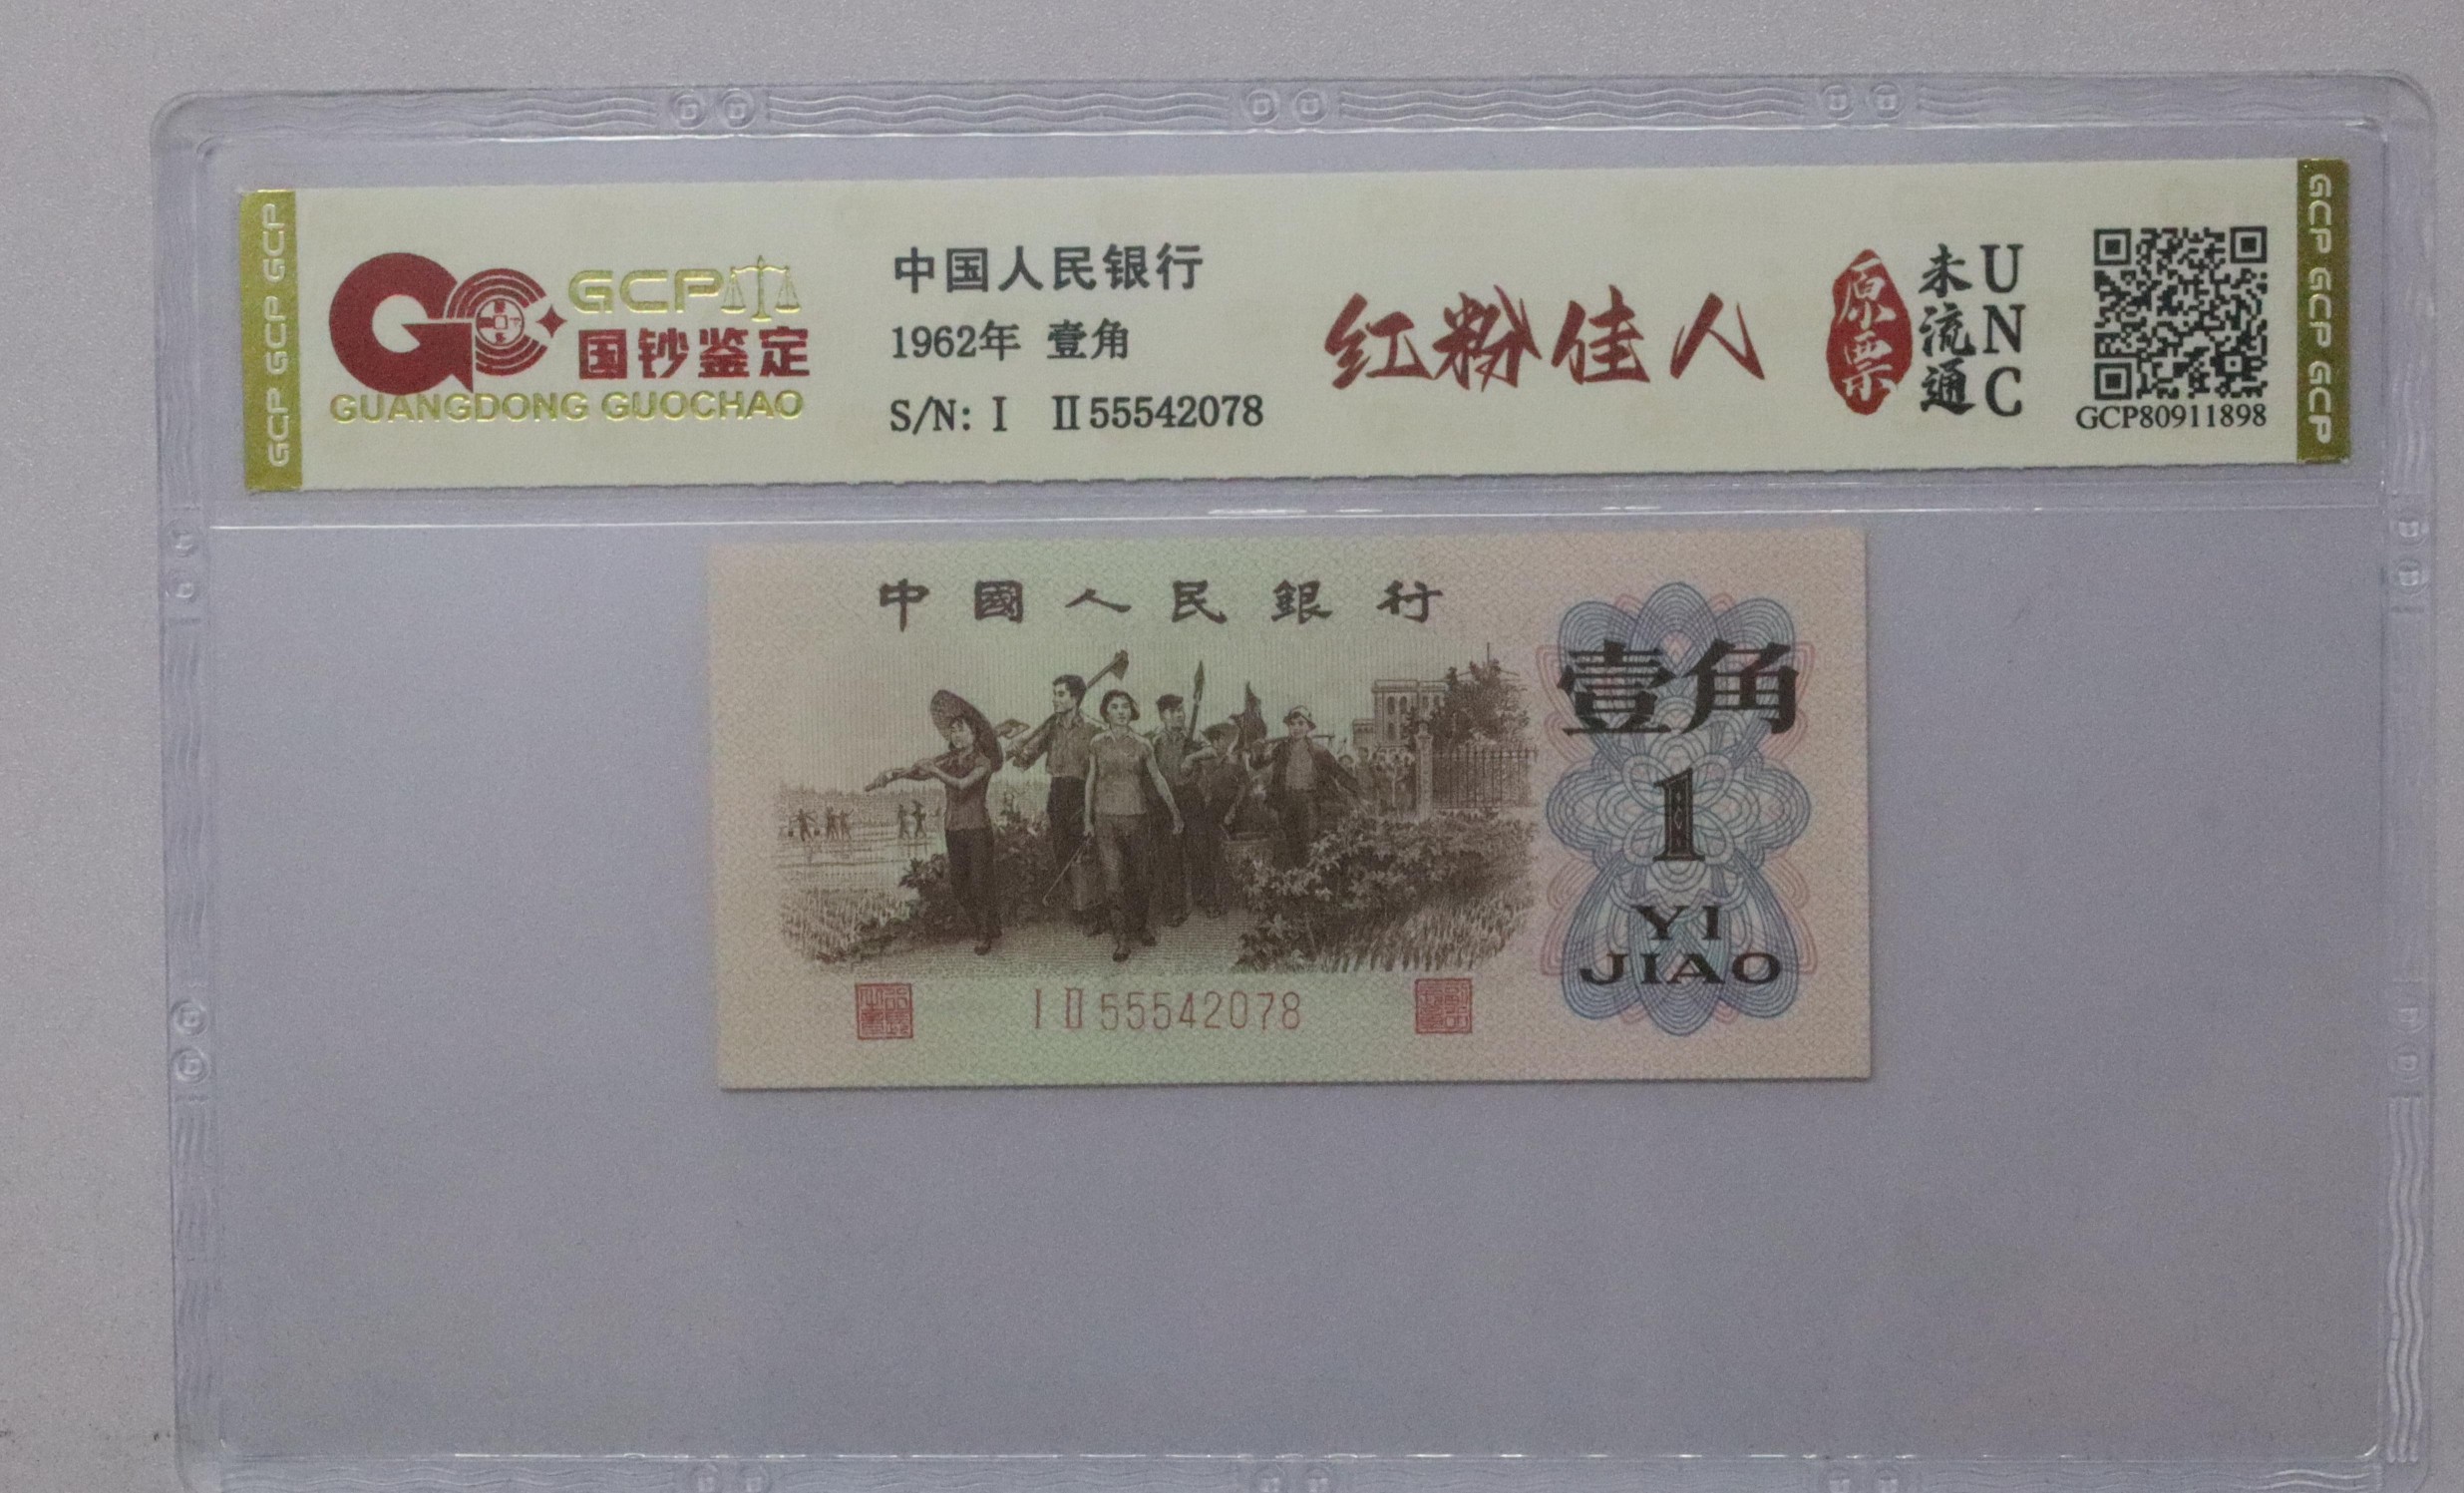 GCP GCP GCP
GCP
国钞鉴定
GUANGDONG GUOCHAO
中国人民银行
1962年 壹角
S/N: I Ⅱ55542078
红粉佳人
原票
未流通
UNC
GCP80911898
GCP GCP GCP
中國人民銀行
壹角
1
YI
JIAO
I Ⅱ 55542078